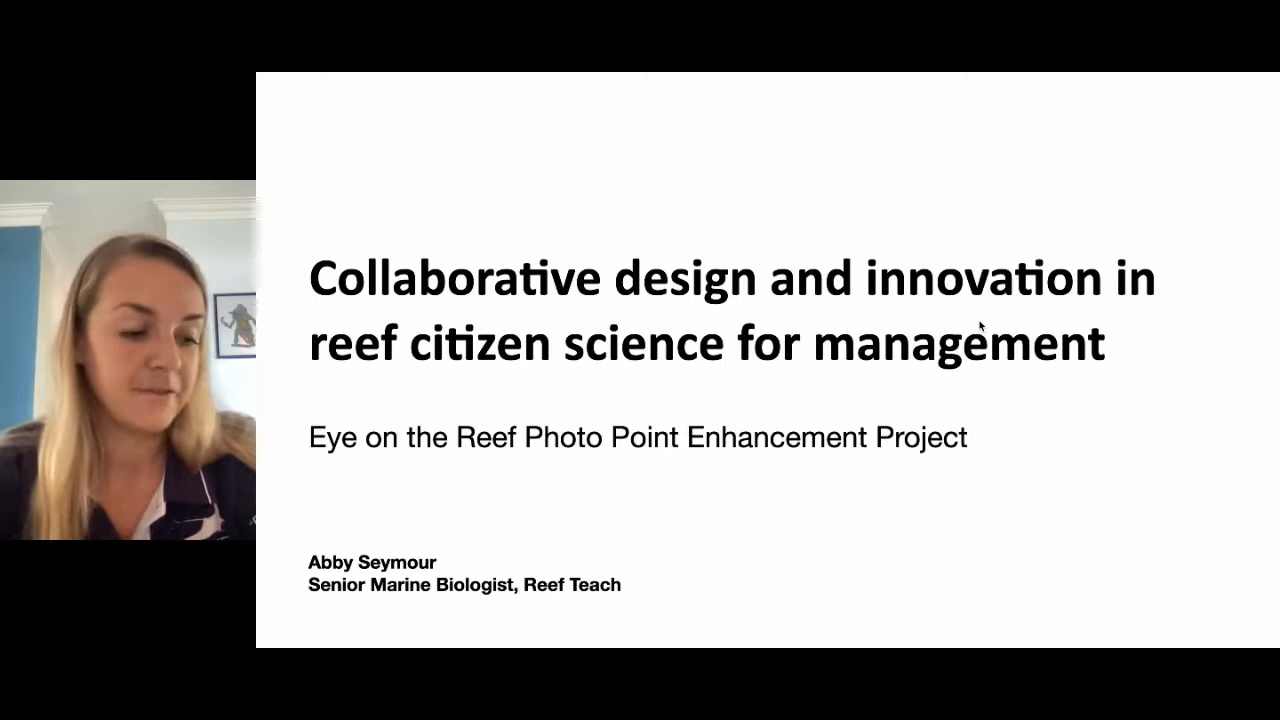 Collaborative design and innovation in
reef citizen science for management
Eye on the Reef Photo Point Enhancement Project
Abby Seymour
Senior Marine Biologist, Reef Teach